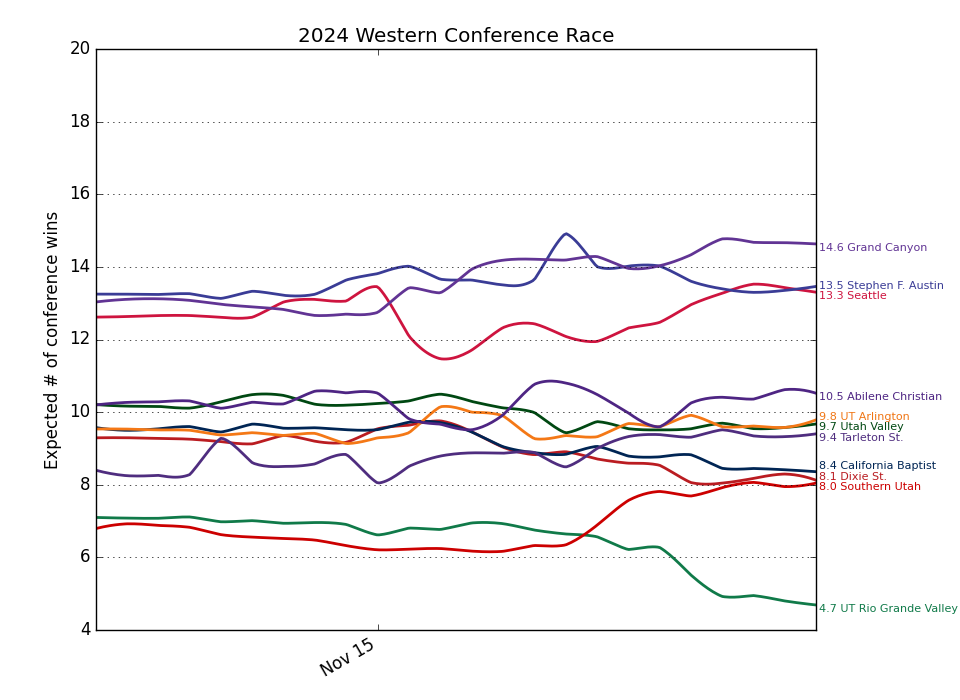 2024 Western Conference Race
Expected # of conference wins
20
18
16
14
12
10
8
6
4
Nov 15
14.6 Grand Canyon
13.5 Stephen F. Austin
13.3 Seattle
10.5 Abilene Christian
9.8 UT Arlington
9.7 Utah Valley
9.4 Tarleton St.
8.4 California Baptist
8.1 Dixie St.
8.0 Southern Utah
4.7 UT Rio Grande Valley